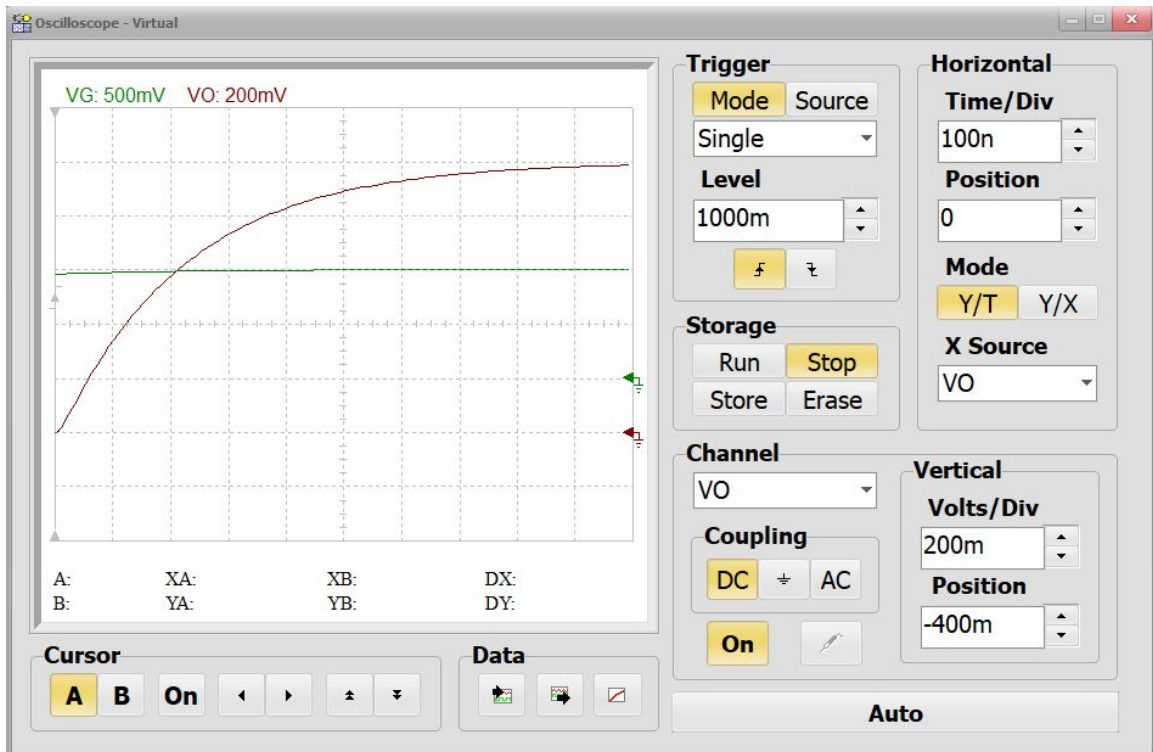 Oscilloscope - Virtual
VG: 500mV VO: 200mV
A: XA: XB: DX:
B: YA: YB: DY:
Cursor
A B On
Data
Trigger
Mode Source
Single
Level
1000m
Storage
Run Stop
Store Erase
Horizontal
Time/Div
100n
Position
0
Mode
Y/T Y/X
X Source
VO
Channel
VO
Coupling
DC AC
On
Vertical
Volts/Div
200m
Position
-400m
Auto